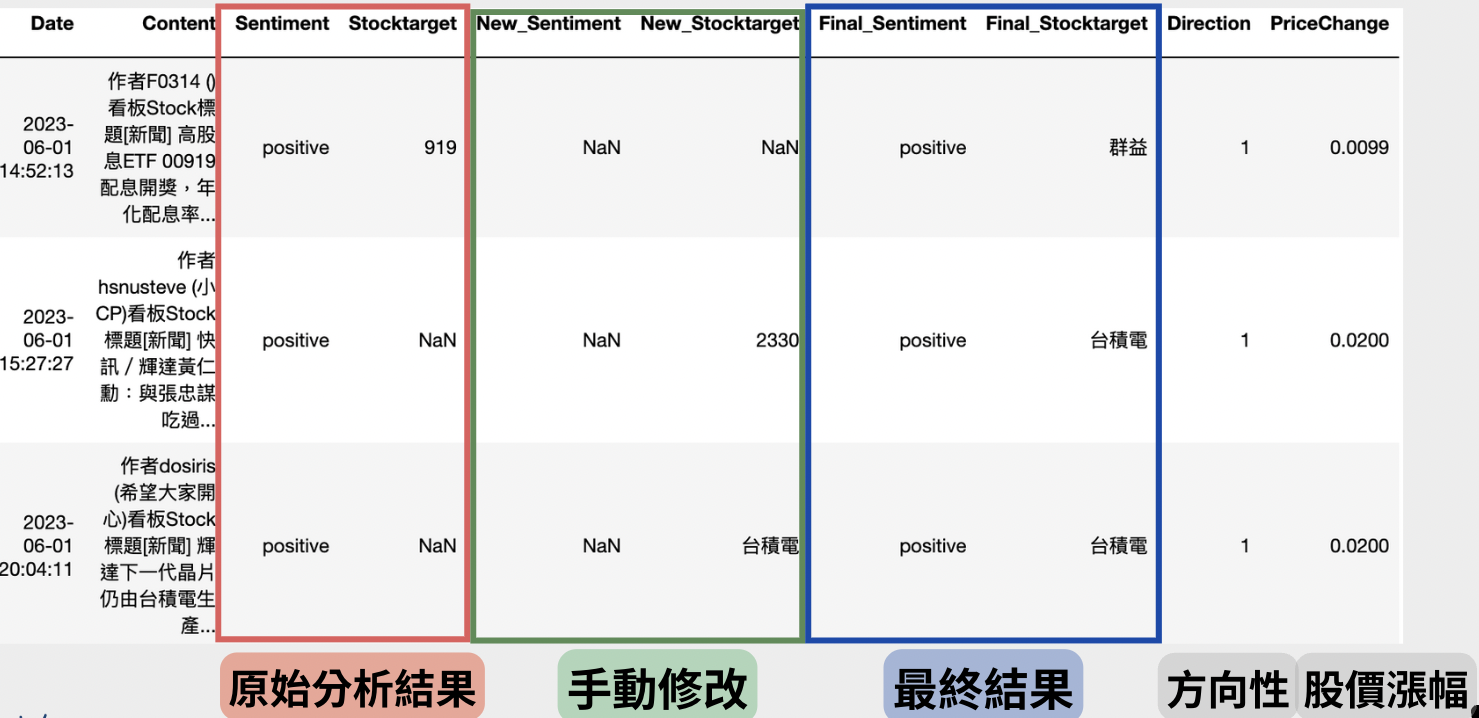 Date Content Sentiment Stocktarget New_Sentiment New_Stocktarget Final_Sentiment Final_Stocktarget Direction PriceChange
2023-
06-01
14:52:13
作者F0314 ()
看板Stock標
題[新聞] 高股
息ETF 00919
配息開獎，年
化配息率...
positive 919 NaN NaN positive 群益 1 0.0099
2023-
06-01
15:27:27
作者
hsnusteve (小
CP)看板Stock
標題[新聞] 快
訊／輝達黃仁
勳：與張忠謀
吃過...
positive NaN NaN 2330 positive 台積電 1 0.0200
2023-
06-01
20:04:11
作者dosiris
(希望大家開
心)看板Stock
標題[新聞] 輝
達下一代晶片
仍由台積電生
產...
positive NaN NaN 台積電 positive 台積電 1 0.0200
原始分析結果 手動修改 最終結果 方向性 股價漲幅